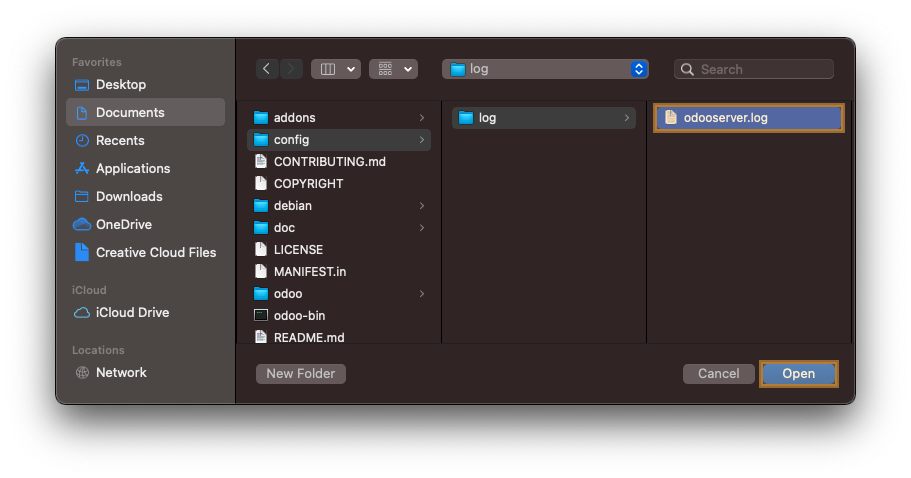 Favorites
Desktop
Documents
Recents
Applications
Downloads
OneDrive
Creative Cloud Files
iCloud
iCloud Drive
Locations
Network
log
Search
addons
config
CONTRIBUTING.md
COPYRIGHT
debian
doc
LICENSE
MANIFEST.in
odoo
odoo-bin
README.md
log
odooserver.log
New Folder
Cancel
Open